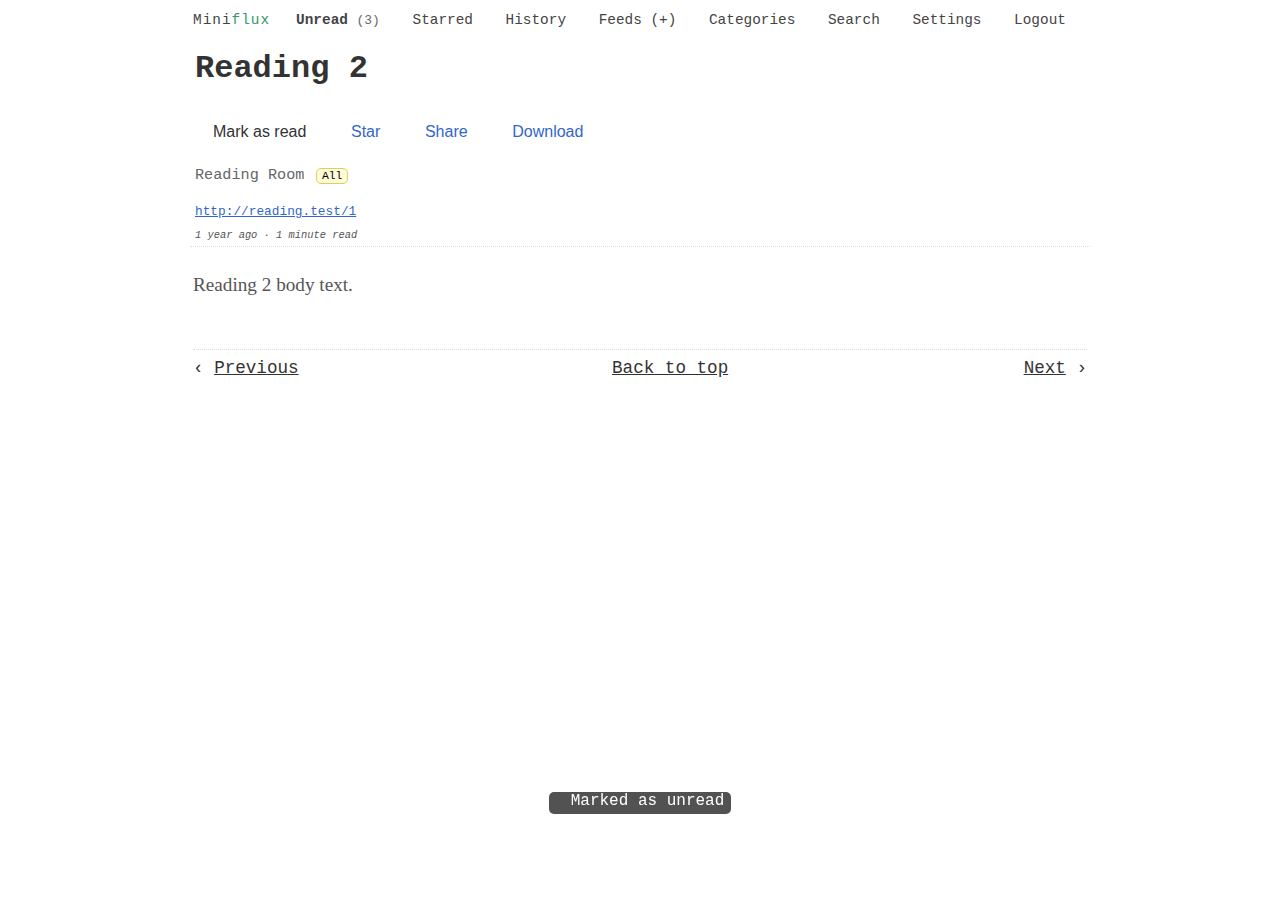 Miniflux Unread (3) Starred History Feeds (+) Categories Search Settings Logout
Reading 2
Mark as read Star Share Download
Reading Room All
http://reading.test/1
1 year ago · 1 minute read
Reading 2 body text.
‹ Previous Back to top Next ›
Marked as unread